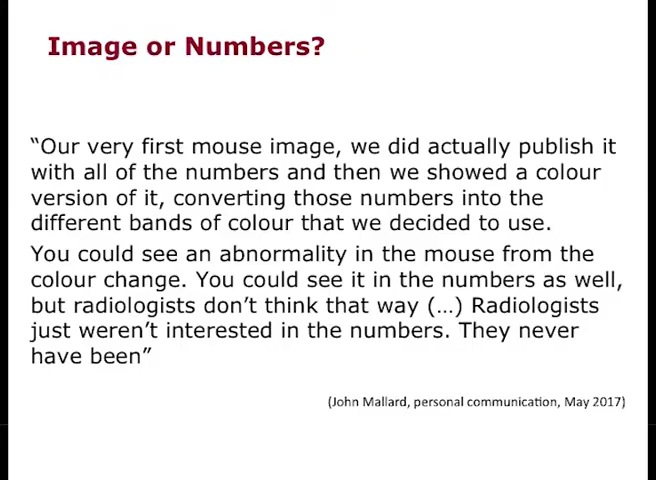 Image or Numbers?
“Our very first mouse image, we did actually publish it
with all of the numbers and then we showed a colour
version of it, converting those numbers into the
different bands of colour that we decided to use.
You could see an abnormality in the mouse from the
colour change. You could see it in the numbers as well,
but radiologists don’t think that way (…) Radiologists
just weren’t interested in the numbers. They never
have been”
(John Mallard, personal communication, May 2017)